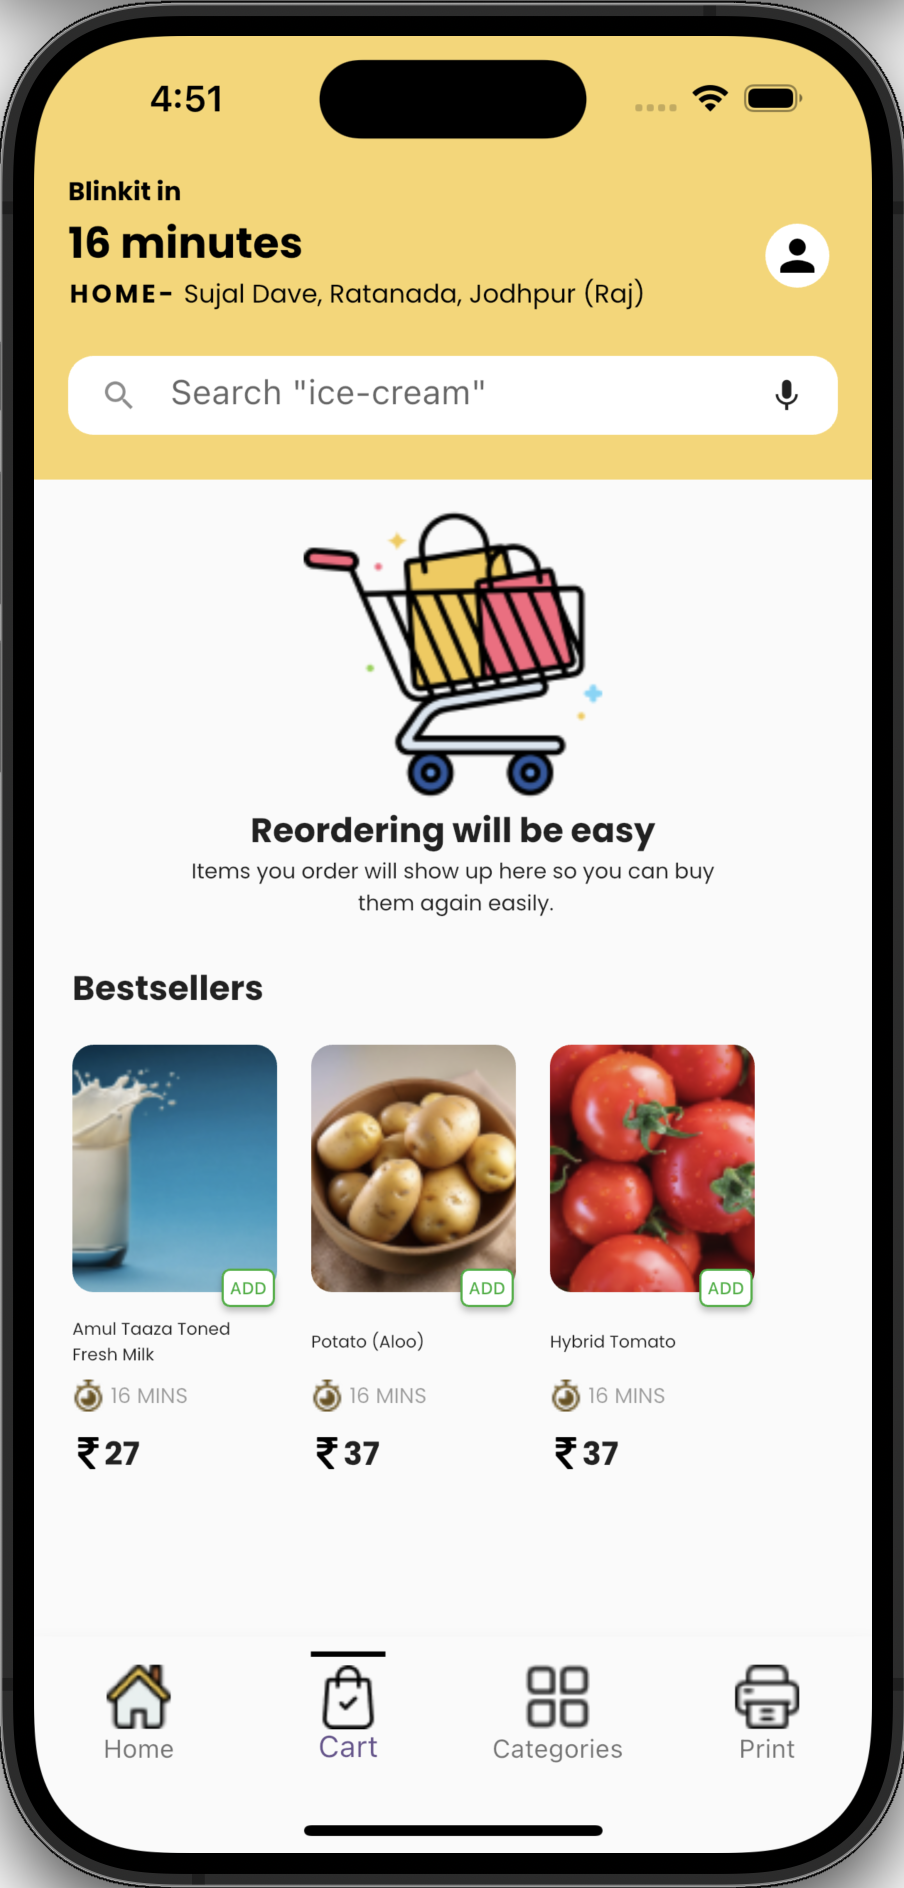 4:51
Blinkit in
16 minutes
HOME- Sujal Dave, Ratanada, Jodhpur (Raj)
Search "ice-cream"
Reordering will be easy
Items you order will show up here so you can buy
them again easily.
Bestsellers
ADD ADD ADD
Amul Taaza Toned
Fresh Milk
Potato (Aloo)
Hybrid Tomato
16 MINS 16 MINS 16 MINS
₹27 ₹37 ₹37
Home Cart Categories Print